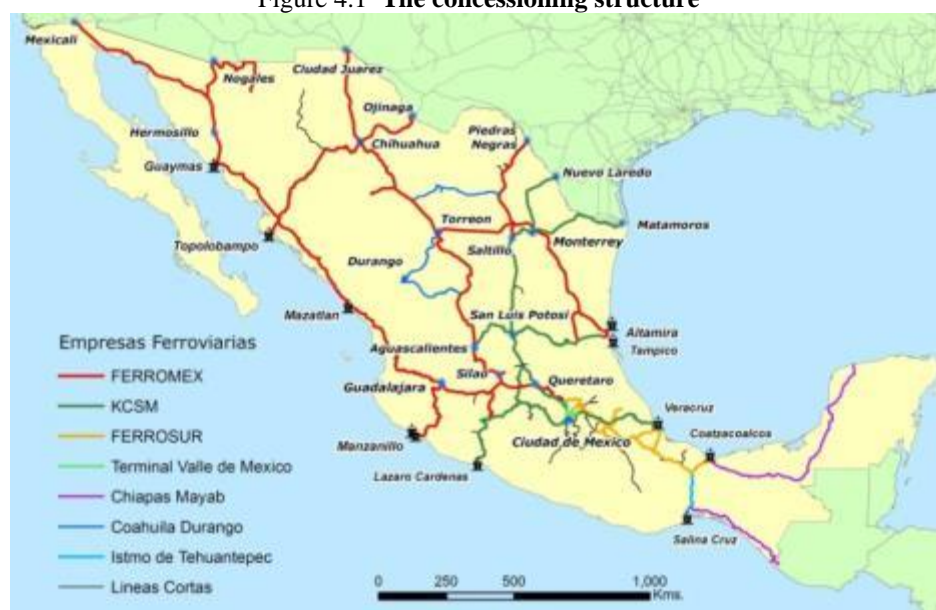 Figure 4.1 The concessioning structure
Mexicali
Nogales
Ciudad Juarez
Ojinaga
Hermosillo
Chihuahua
Piedras
Negras
Guaymas
Nuevo Laredo
Topolobampo
Torreon
Matamoros
Saltillo
Monterrey
Durango
Mazatlan
San Luis Potosi
Altamira
Tampico
Aguascalientes
Silao
Queretaro
Guadalajara
Veracruz
Manzanillo
Ciudad de Mexico
Coatzacoalcos
Lazaro Cardenas
Salina Cruz
Empresas Ferroviarias
FERROMEX
KCSM
FERROSUR
Terminal Valle de Mexico
Chiapas Mayab
Coahuila Durango
Istmo de Tehuantepec
Lineas Cortas
0 250 500 1,000
Kms.